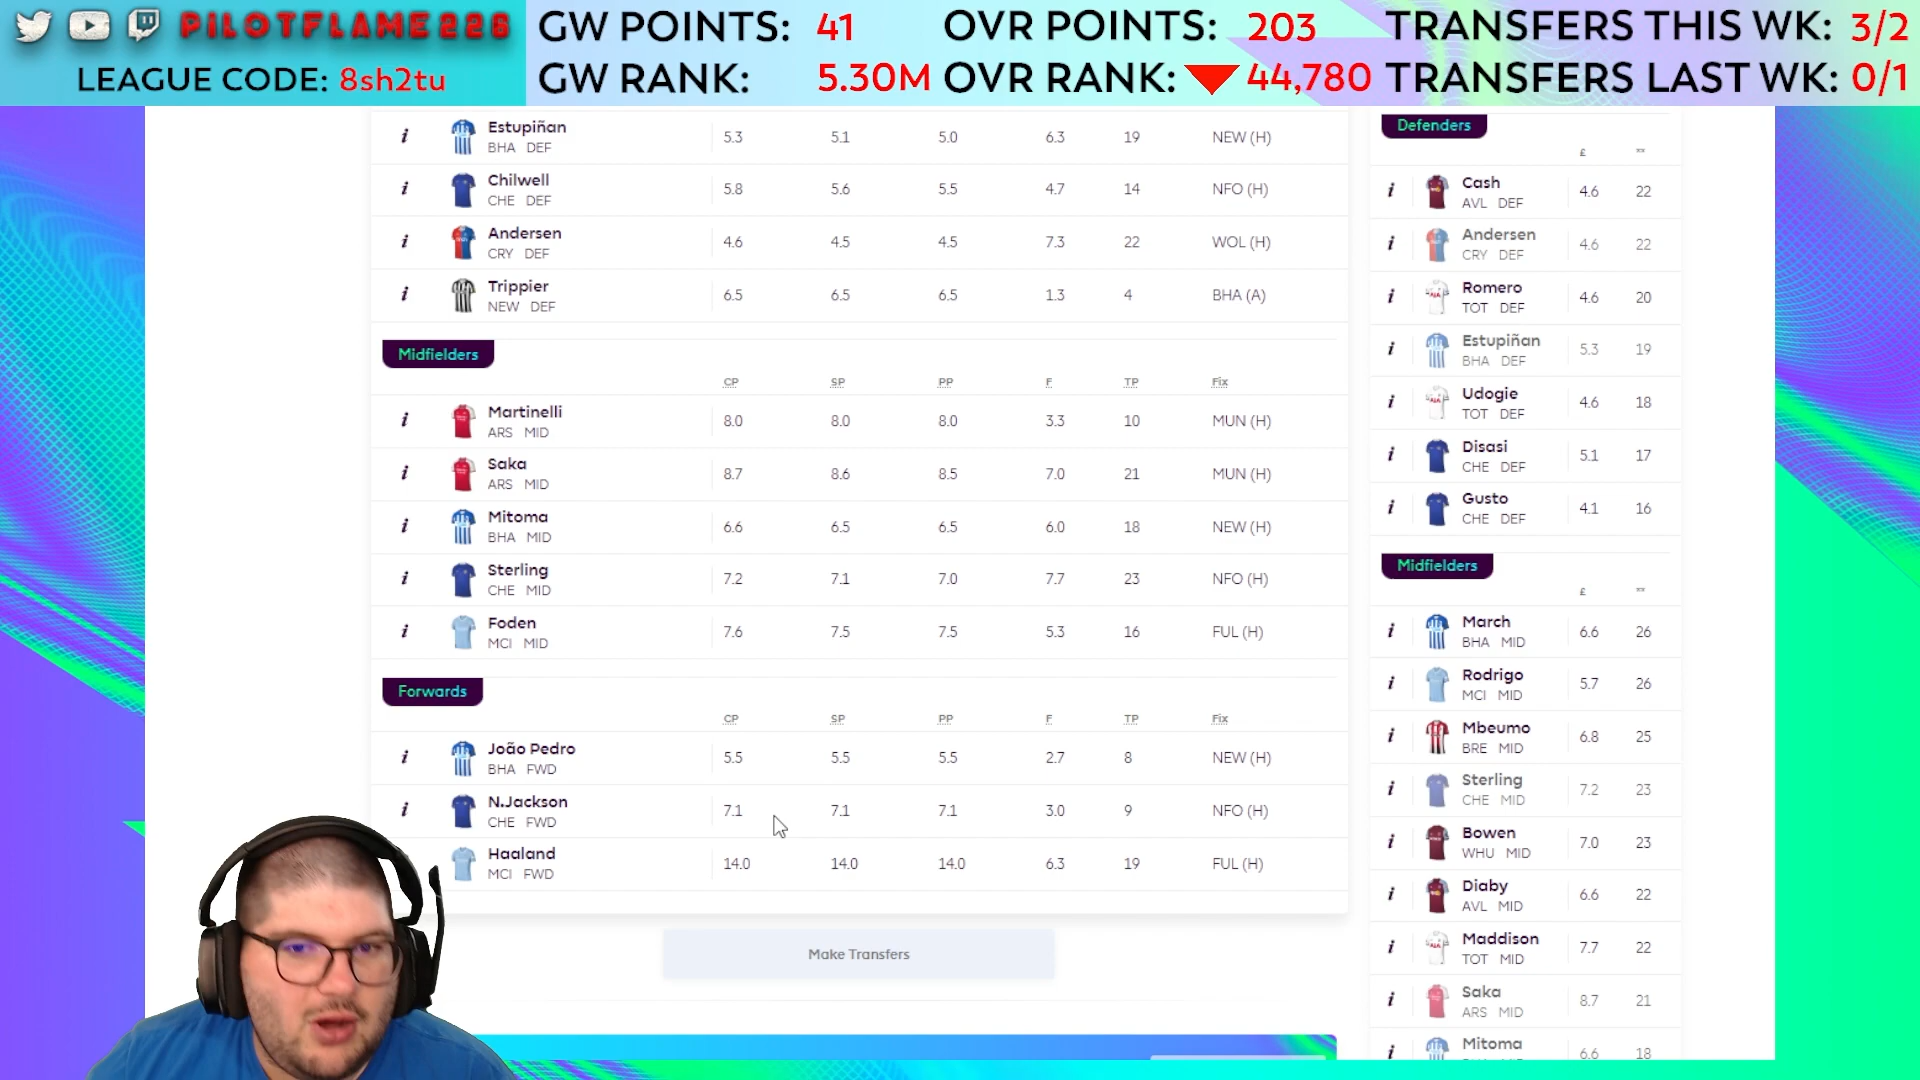 PILOTFLAME226
LEAGUE CODE: 8sh2tu
GW POINTS: 41 OVR POINTS: 203 TRANSFERS THIS WK: 3/2
GW RANK: 5.30M OVR RANK: 44,780 TRANSFERS LAST WK: 0/1
i Estupiñan 5.3 5.1 5.0 6.3 19 NEW (H)
BHA DEF
i Chilwell 5.8 5.6 5.5 4.7 14 NFO (H)
CHE DEF
i Andersen 4.6 4.5 4.5 7.3 22 WOL (H)
CRY DEF
i Trippier 6.5 6.5 6.5 1.3 4 BHA (A)
NEW DEF
Midfielders
CP SP PP F TP Fix
i Martinelli 8.0 8.0 8.0 3.3 10 MUN (H)
ARS MID
i Saka 8.7 8.6 8.5 7.0 21 MUN (H)
ARS MID
i Mitoma 6.6 6.5 6.5 6.0 18 NEW (H)
BHA MID
i Sterling 7.2 7.1 7.0 7.7 23 NFO (H)
CHE MID
i Foden 7.6 7.5 7.5 5.3 16 FUL (H)
MCI MID
Forwards
CP SP PP F TP Fix
i João Pedro 5.5 5.5 5.5 2.7 8 NEW (H)
BHA FWD
i N.Jackson 7.1 7.1 7.1 3.0 9 NFO (H)
CHE FWD
Haaland 14.0 14.0 14.0 6.3 19 FUL (H)
MCI FWD
Make Transfers
Defenders
£
i Cash 4.6 22
AVL DEF
i Andersen 4.6 22
CRY DEF
i Romero 4.6 20
TOT DEF
i Estupiñan 5.3 19
BHA DEF
i Udogie 4.6 18
TOT DEF
i Disasi 5.1 17
CHE DEF
i Gusto 4.1 16
CHE DEF
Midfielders
£
i March 6.6 26
BHA MID
i Rodrigo 5.7 26
MCI MID
i Mbeumo 6.8 25
BRE MID
i Sterling 7.2 23
CHE MID
i Bowen 7.0 23
WHU MID
i Diaby 6.6 22
AVL MID
i Maddison 7.7 22
TOT MID
i Saka 8.7 21
ARS MID
i Mitoma 6.6 18